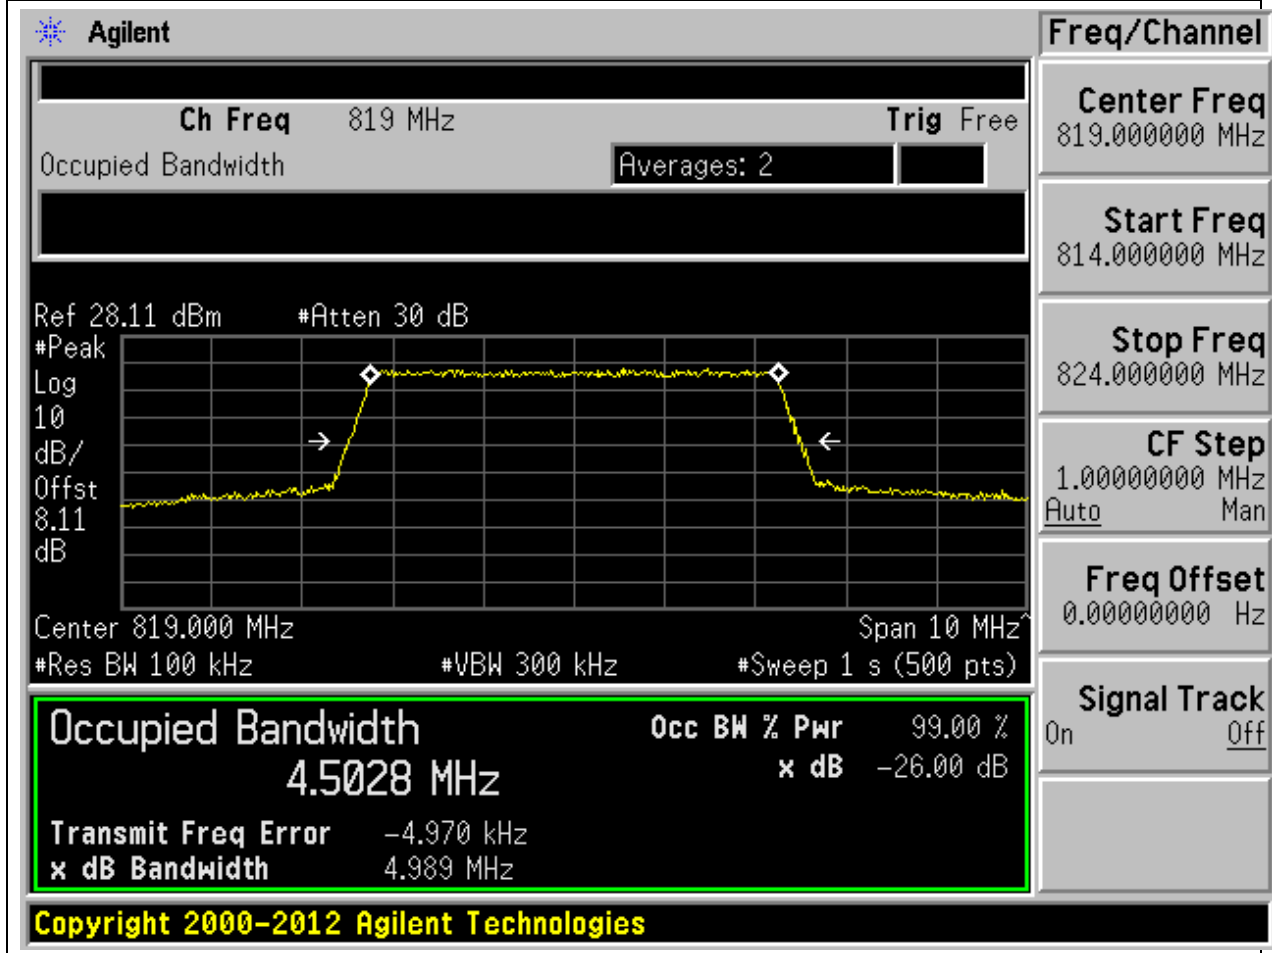 Agilent
Freq/Channel
Ch Freq 819 MHz Trig Free
Occupied Bandwidth Averages: 2
Ref 28.11 dBm #Atten 30 dB
#Peak
Log
10
dB/
Offst
8.11
dB
Center 819.000 MHz Span 10 MHz^
#Res BW 100 kHz #VBW 300 kHz #Sweep 1 s (500 pts)
Occupied Bandwidth
4.5028 MHz
Occ BW % Pwr 99.00 %
x dB -26.00 dB
Transmit Freq Error -4.970 kHz
x dB Bandwidth 4.989 MHz
Center Freq
819.000000 MHz
Start Freq
814.000000 MHz
Stop Freq
824.000000 MHz
CF Step
1.00000000 MHz
Auto Man
Freq Offset
0.00000000 Hz
Signal Track
On Off
Copyright 2000-2012 Agilent Technologies